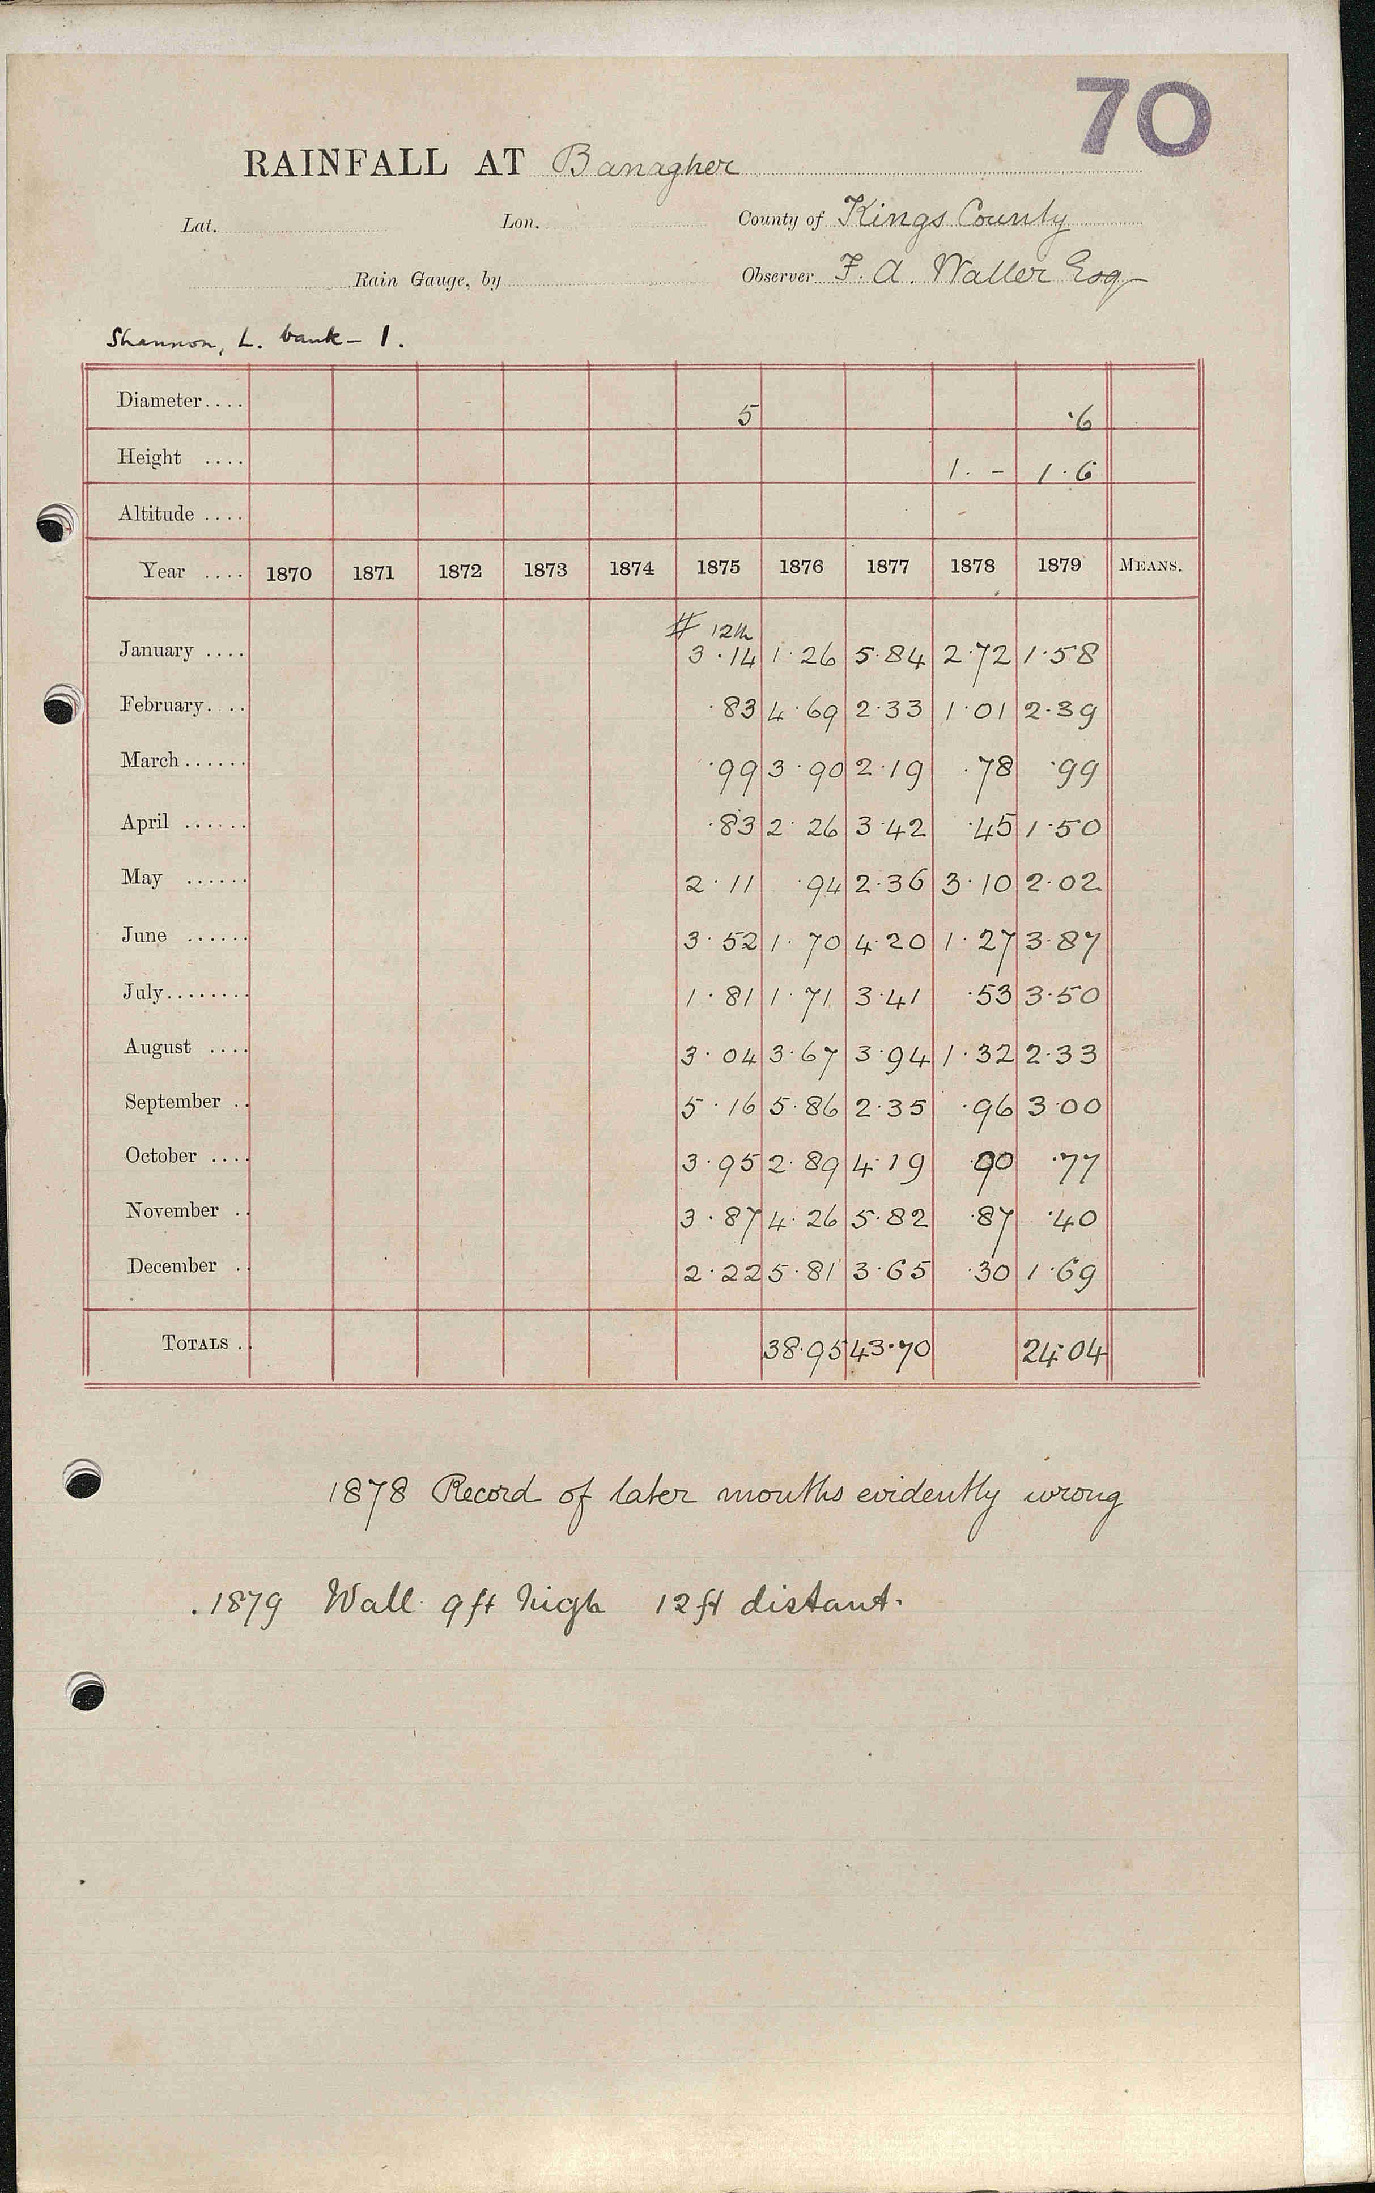 70
RAINFALL AT Banagher
Lat. Lon. County of Kings County
Rain Gauge, by Observer F. A. Waller Esq
Shannon, L. bank - 1.
Diameter.... 5 ·6
Height .... 1. - 1·6
Altitude ....
Year .... 1870 1871 1872 1873 1874 1875 1876 1877 1878 1879 MEANS.
# 12th
January .... 3·14 1·26 5·84 2·72 1·58
February.... ·83 4·69 2·33 1·01 2·39
March...... ·99 3·90 2·19 ·78 ·99
April ...... ·83 2·26 3·42 ·45 1·50
May ...... 2·11 ·94 2·36 3·10 2·02
June ...... 3·52 1·70 4·20 1·27 3·87
July........ 1·81 1·71 3·41 ·53 3·50
August .... 3·04 3·67 3·94 1·32 2·33
September .. 5·16 5·86 2·35 ·96 3·00
October .... 3·95 2·89 4·19 ·90 ·77
November .. 3·87 4·26 5·82 ·87 ·40
December .. 2·22 5·81 3·65 ·30 1·69
TOTALS .. 38·95 43·70 24·04
1878 Record of later months evidently wrong
1879 Wall 9ft high 12ft distant.